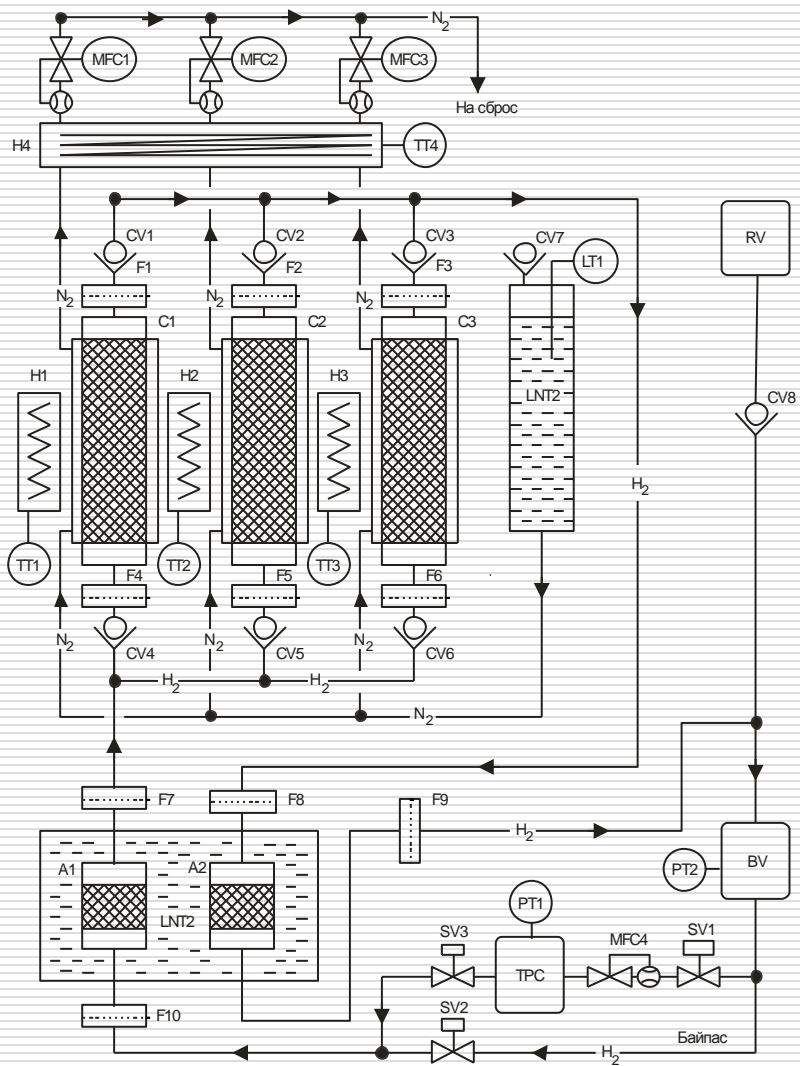 N2
MFC1 MFC2 MFC3
На сброс
H4 TT4
CV1 CV2 CV3 CV7 RV
F1 F2 F3 LT1
N2 N2 N2
C1 C2 C3
H1 H2 H3
LNT2 CV8
H2
TT1 TT2 TT3
F4 F5 F6
N2 N2 N2
CV4 CV5 CV6
H2 H2
N2
F7 F8 F9
H2
A1 A2 PT2 BV
LNT2 PT1
SV3 MFC4 SV1
TPC
F10 SV2
Байпас
H2